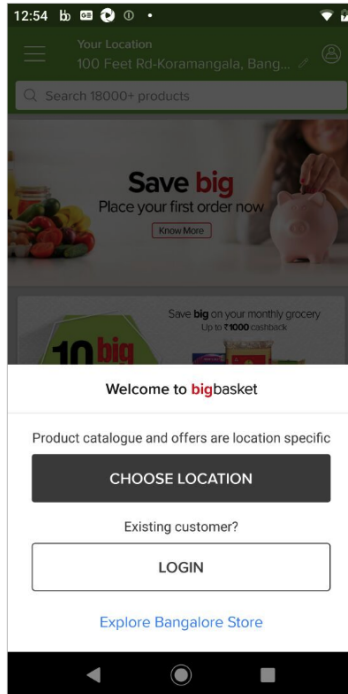 12:54
Your Location
100 Feet Rd-Koramangala, Bang...
Search 18000+ products
Save big
Place your first order now
Know More
Save big on your monthly grocery
Up to ₹1000 cashback
10 big
Welcome to bigbasket
Product catalogue and offers are location specific
CHOOSE LOCATION
Existing customer?
LOGIN
Explore Bangalore Store